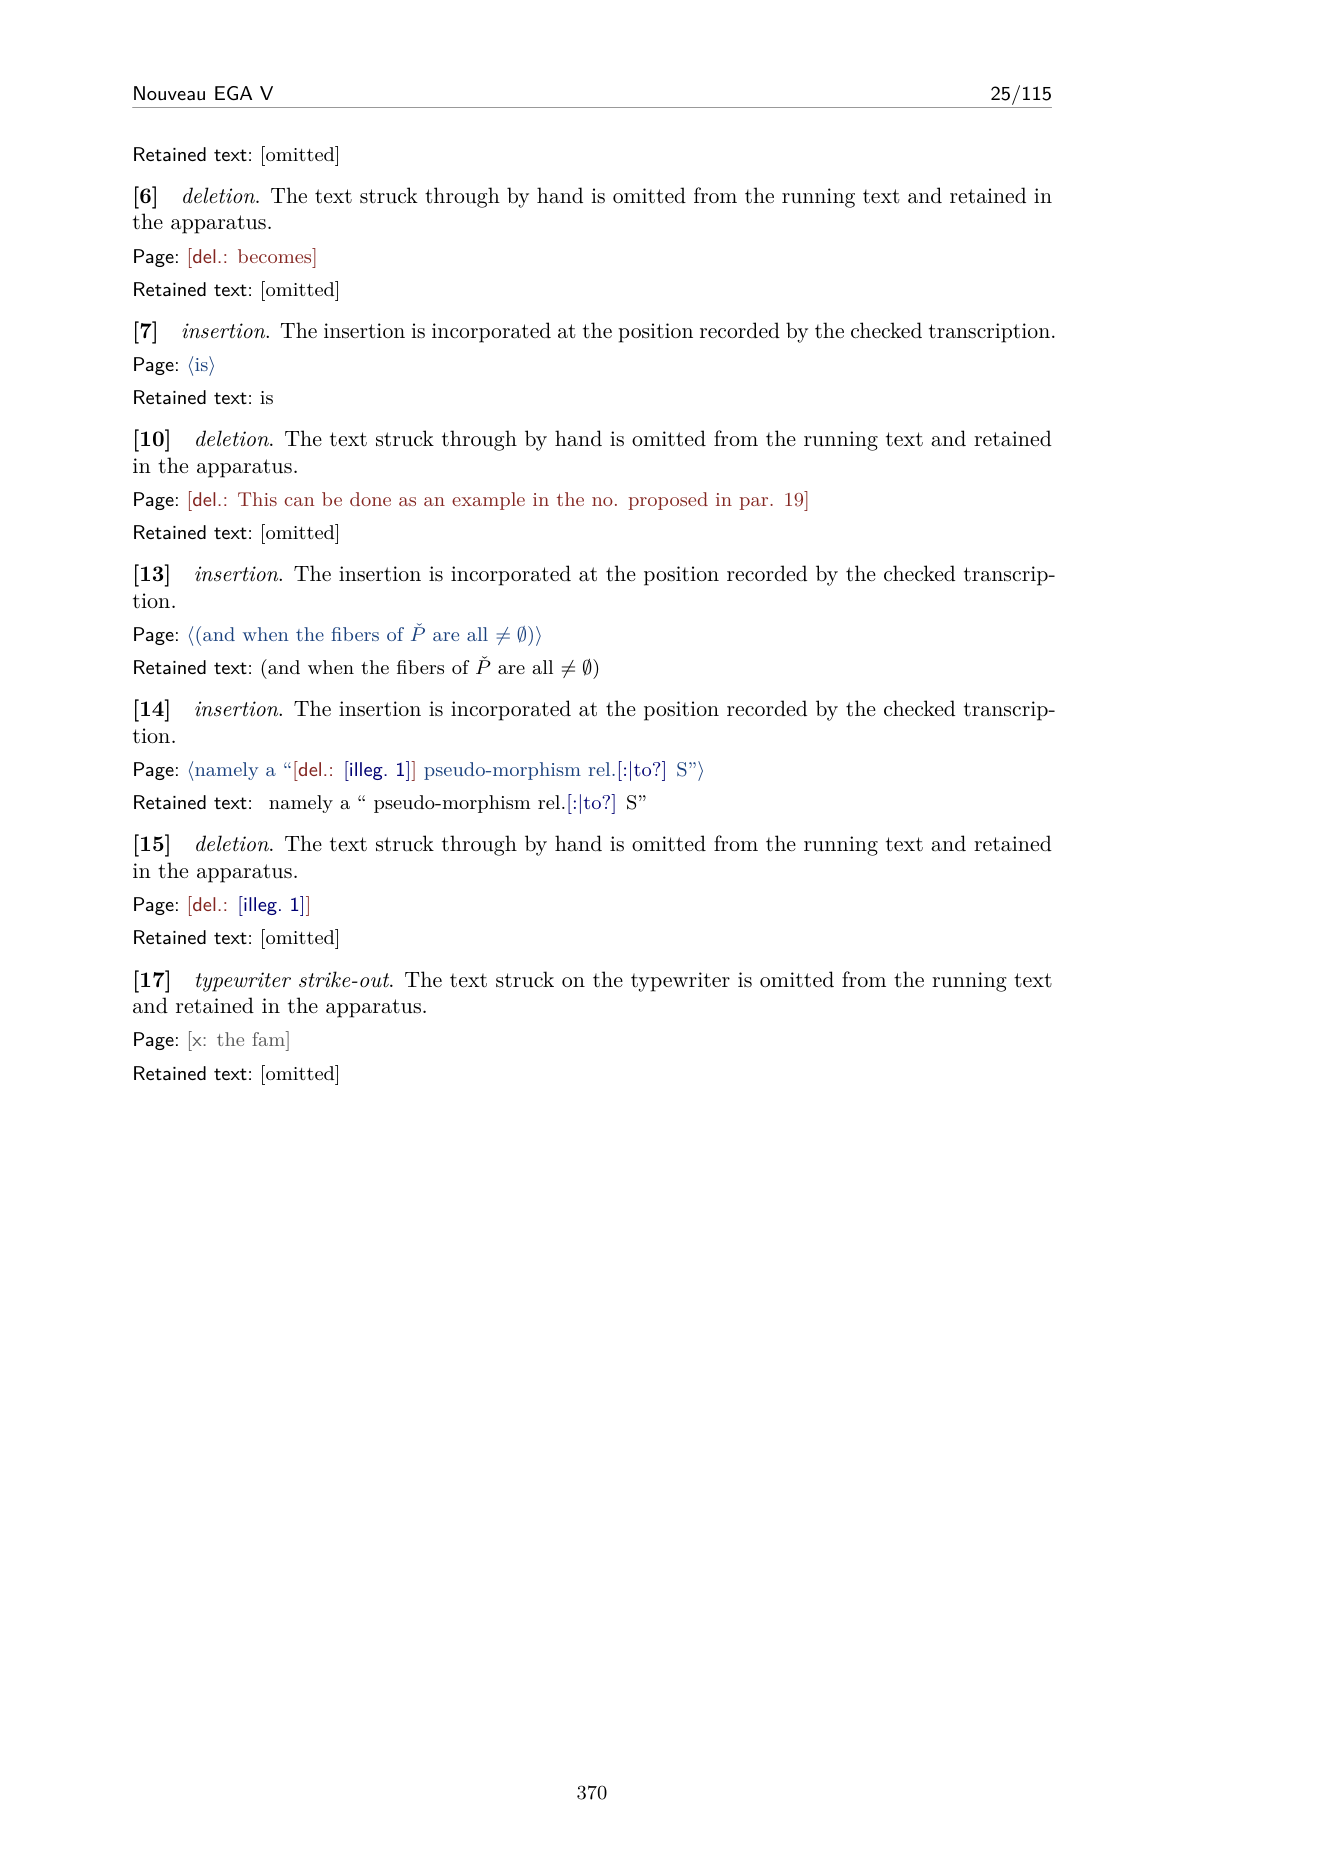 Nouveau EGA V 25/115
Retained text: [omitted]
[6] deletion. The text struck through by hand is omitted from the running text and retained in
the apparatus.
Page: [del.: becomes]
Retained text: [omitted]
[7] insertion. The insertion is incorporated at the position recorded by the checked transcription.
Page: ⟨is⟩
Retained text: is
[10] deletion. The text struck through by hand is omitted from the running text and retained
in the apparatus.
Page: [del.: This can be done as an example in the no. proposed in par. 19]
Retained text: [omitted]
[13] insertion. The insertion is incorporated at the position recorded by the checked transcrip-
tion.
Page: ⟨(and when the fibers of P̌ are all ≠ ∅)⟩
Retained text: (and when the fibers of P̌ are all ≠ ∅)
[14] insertion. The insertion is incorporated at the position recorded by the checked transcrip-
tion.
Page: ⟨namely a “[del.: [illeg. 1]] pseudo-morphism rel.[:|to?] S”⟩
Retained text: namely a “ pseudo-morphism rel.[:|to?] S”
[15] deletion. The text struck through by hand is omitted from the running text and retained
in the apparatus.
Page: [del.: [illeg. 1]]
Retained text: [omitted]
[17] typewriter strike-out. The text struck on the typewriter is omitted from the running text
and retained in the apparatus.
Page: [x: the fam]
Retained text: [omitted]
370